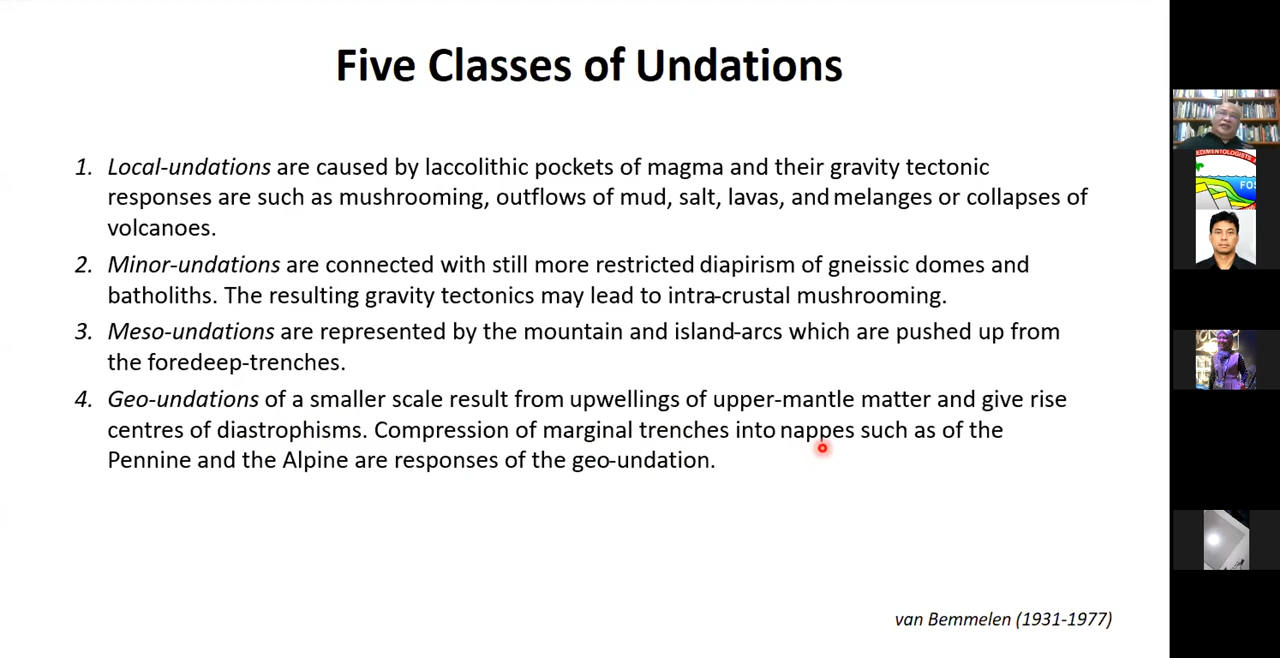 Five Classes of Undations
1. Local-undations are caused by laccolithic pockets of magma and their gravity tectonic
responses are such as mushrooming, outflows of mud, salt, lavas, and melanges or collapses of
volcanoes.
2. Minor-undations are connected with still more restricted diapirism of gneissic domes and
batholiths. The resulting gravity tectonics may lead to intra-crustal mushrooming.
3. Meso-undations are represented by the mountain and island-arcs which are pushed up from
the foredeep-trenches.
4. Geo-undations of a smaller scale result from upwellings of upper-mantle matter and give rise
centres of diastrophisms. Compression of marginal trenches into nappes such as of the
Pennine and the Alpine are responses of the geo-undation.
van Bemmelen (1931-1977)
EDIMENTOLOGISTS
FOS